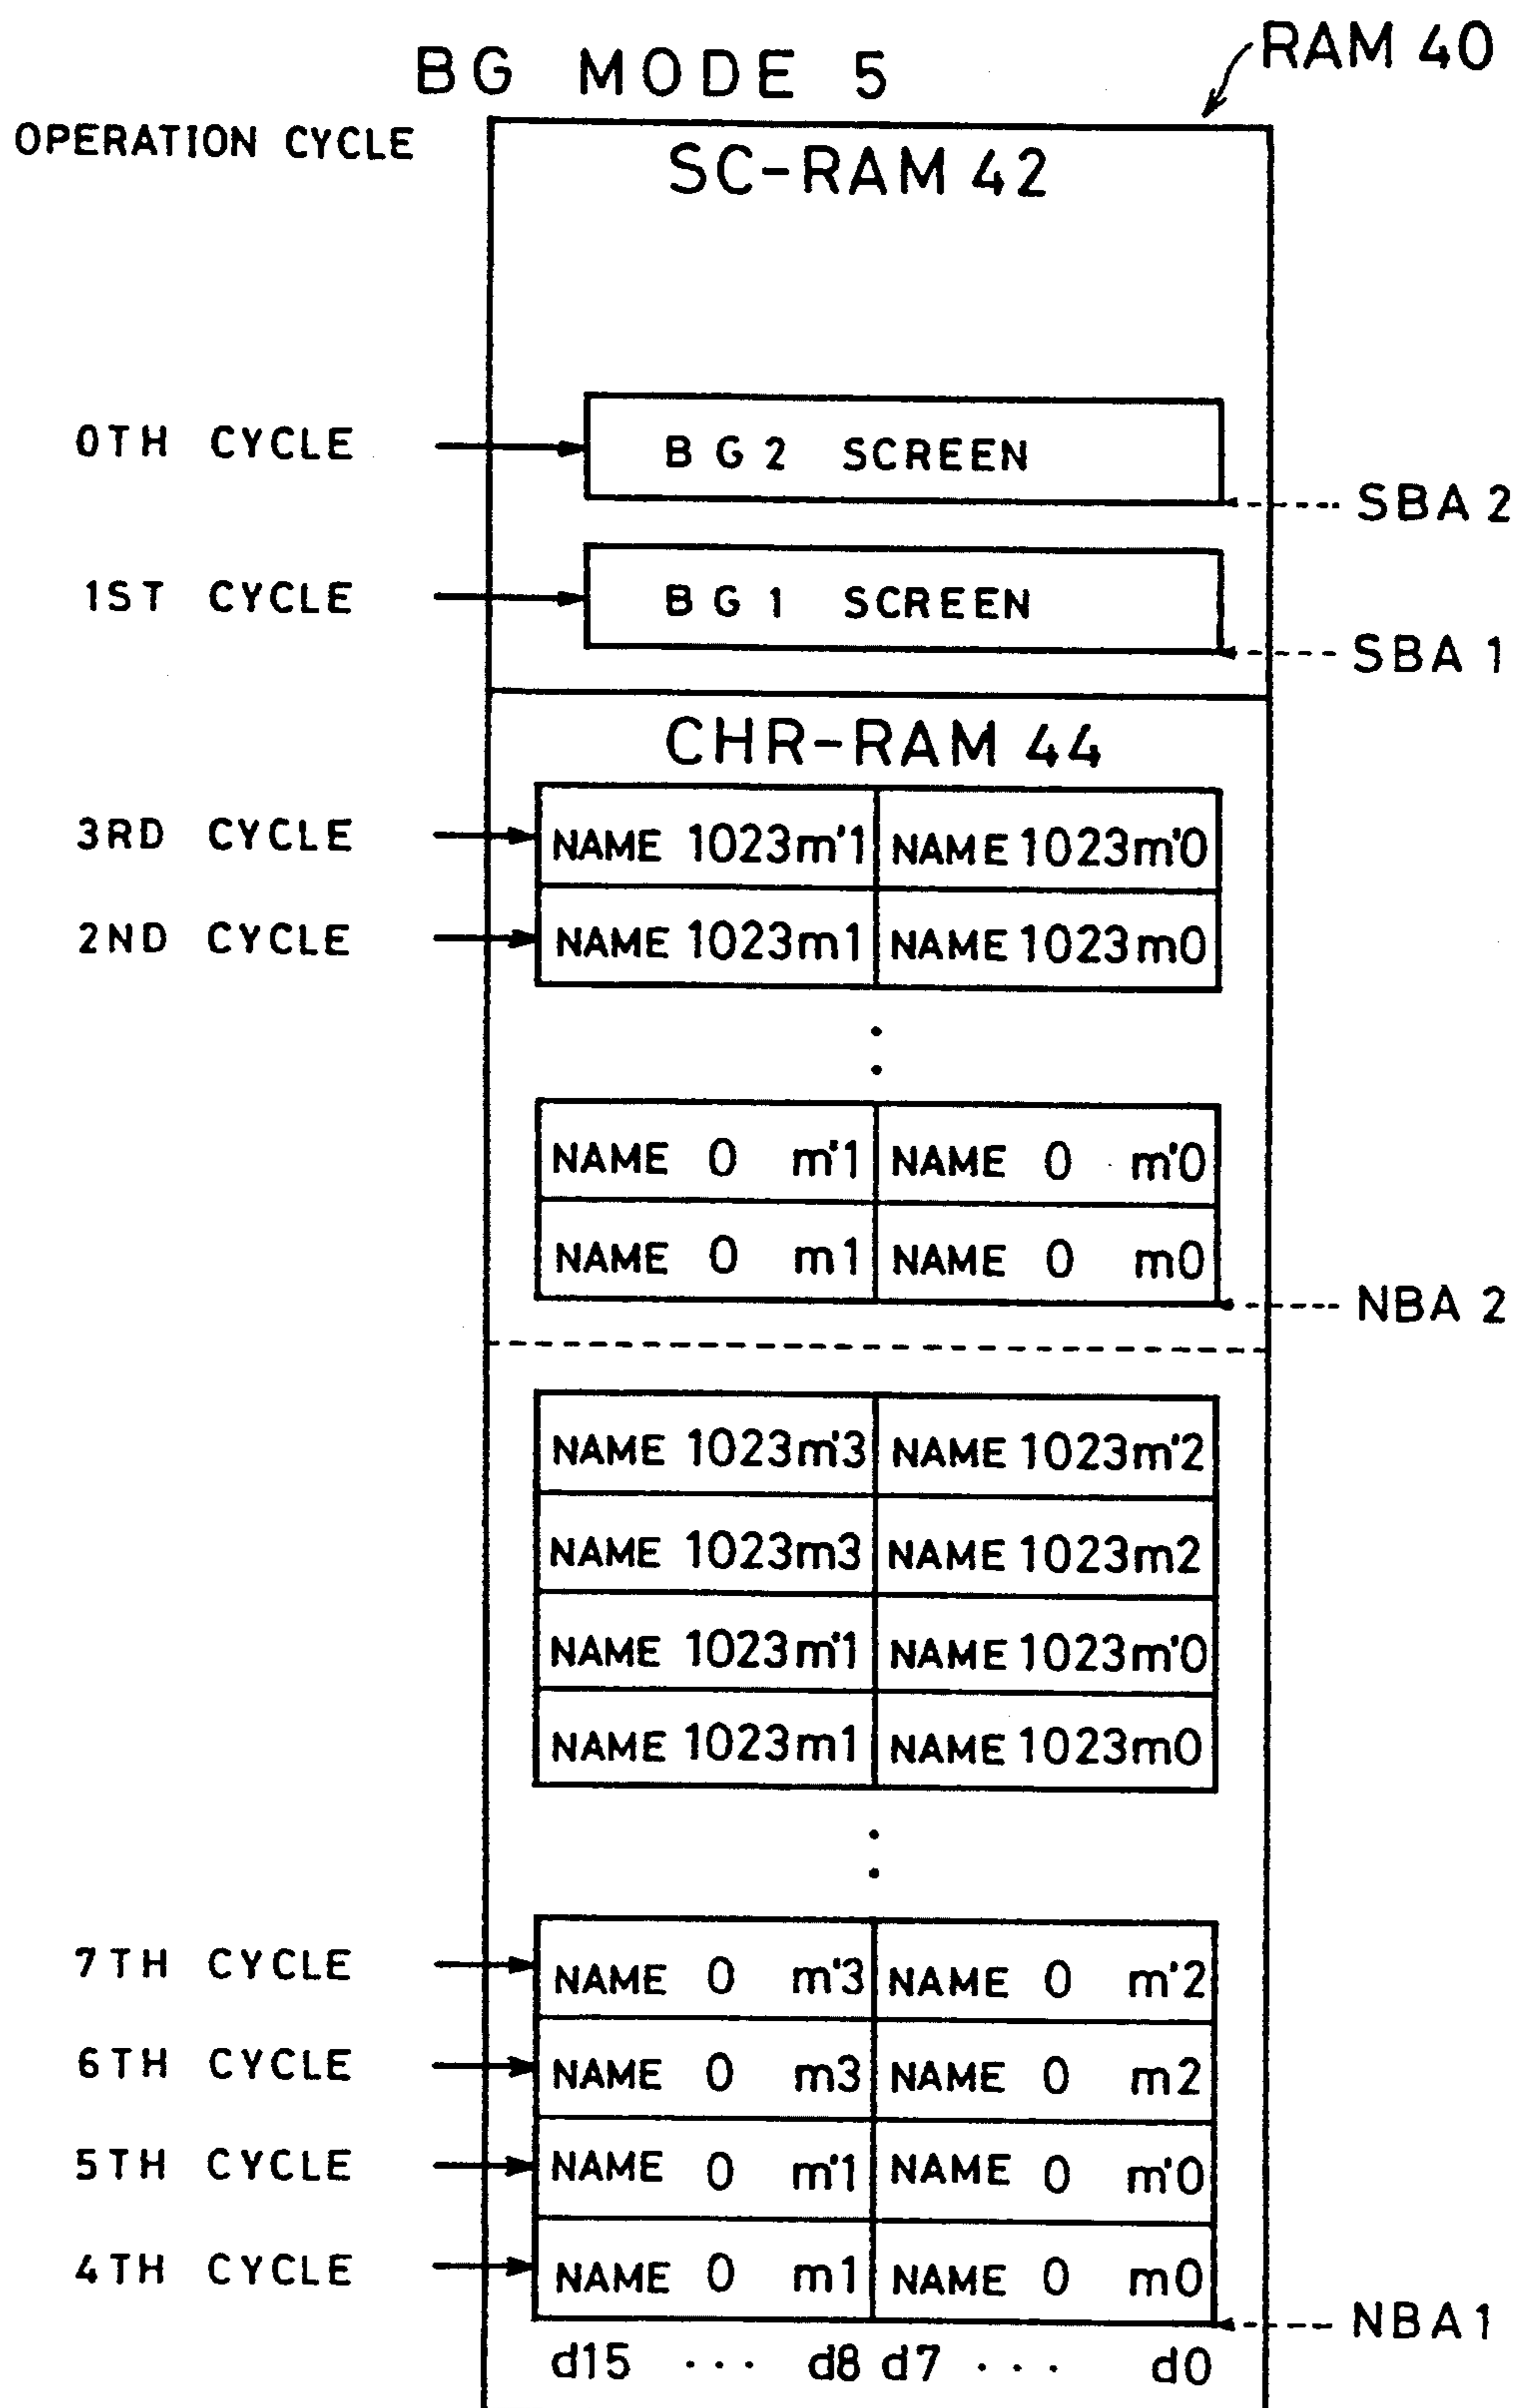 RAM 40
BG MODE 5
OPERATION CYCLE
SC-RAM 42
0TH CYCLE
BG2 SCREEN
SBA 2
1ST CYCLE
BG1 SCREEN
SBA 1
CHR-RAM 44
3RD CYCLE NAME 1023m'1 NAME 1023m'0
2ND CYCLE NAME 1023m1 NAME 1023m0
NAME 0 m'1 NAME 0 m'0
NAME 0 m1 NAME 0 m0
NBA 2
NAME 1023m'3 NAME 1023m'2
NAME 1023m3 NAME 1023m2
NAME 1023m'1 NAME 1023m'0
NAME 1023m1 NAME 1023m0
7TH CYCLE NAME 0 m'3 NAME 0 m'2
6TH CYCLE NAME 0 m3 NAME 0 m2
5TH CYCLE NAME 0 m'1 NAME 0 m'0
4TH CYCLE NAME 0 m1 NAME 0 m0
NBA 1
d15 ... d8 d7 ... d0